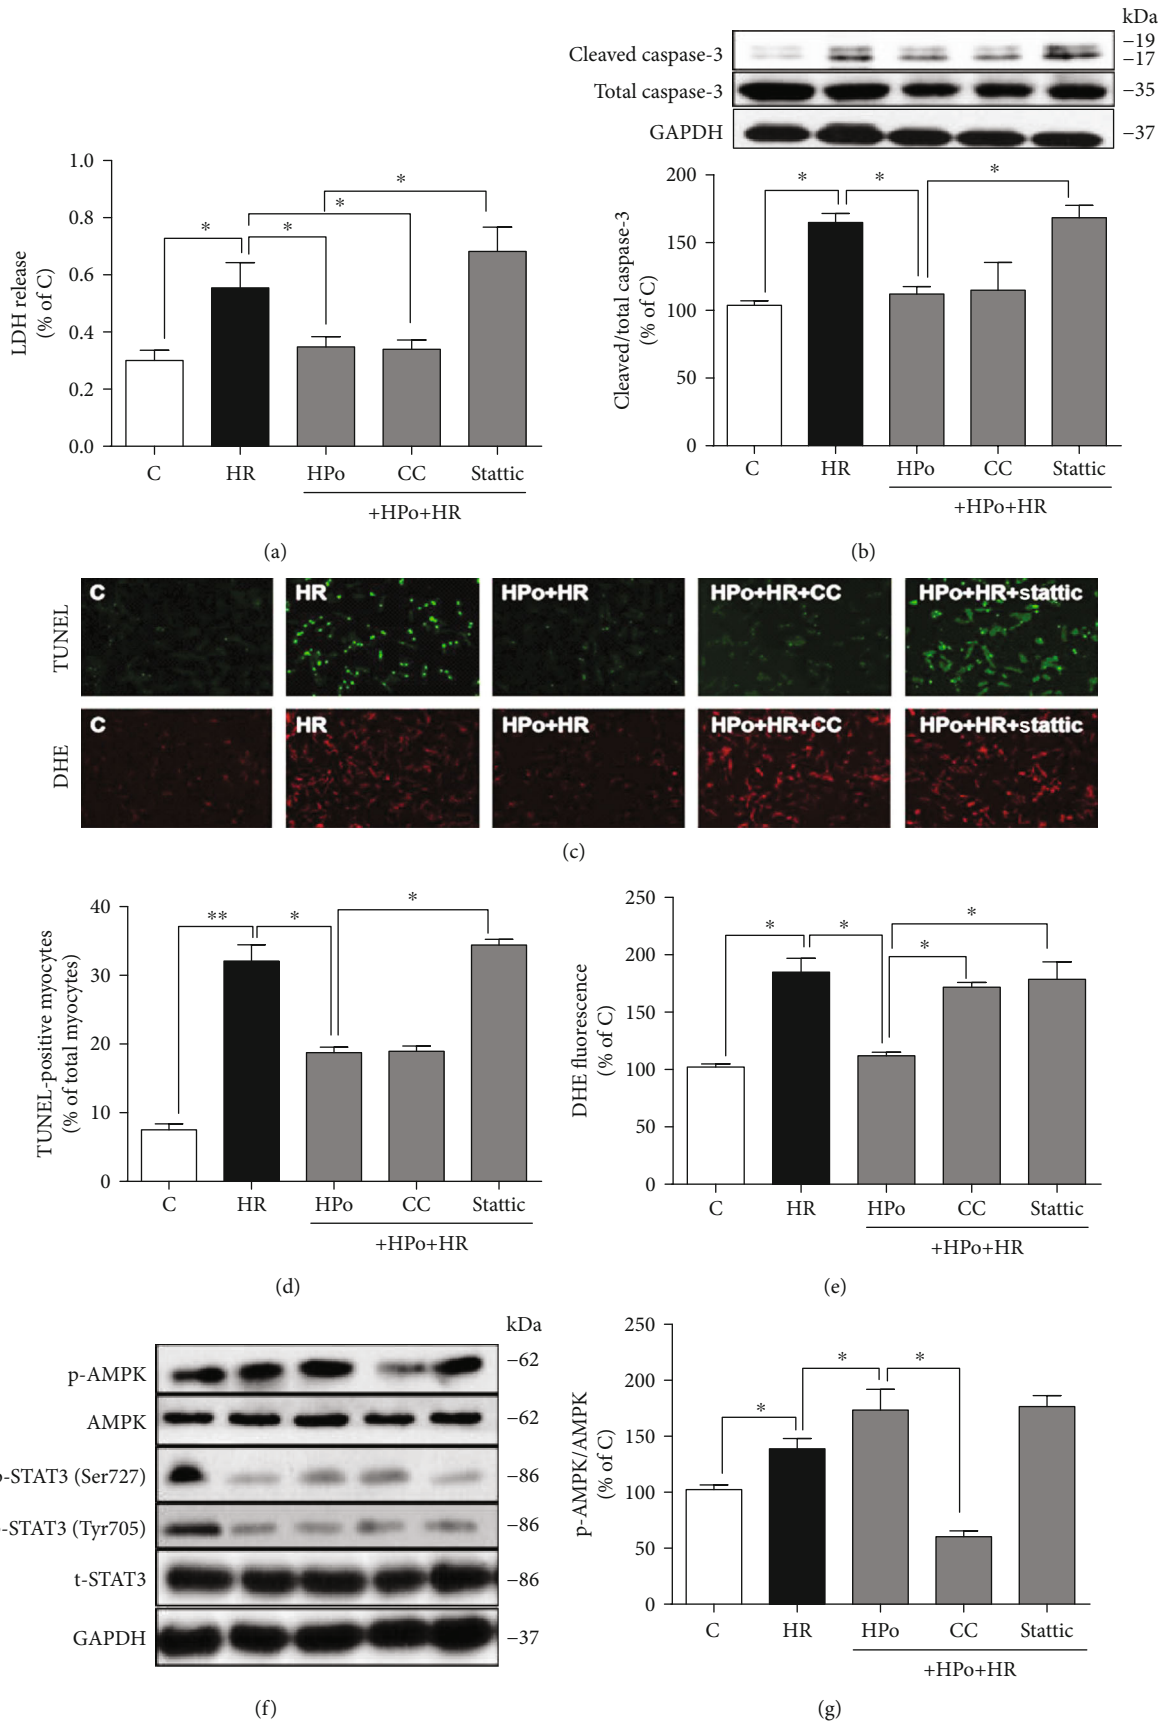 kDa
Cleaved caspase-3
−19
−17
Total caspase-3
−35
GAPDH
−37
LDH release
(% of C)
1.0
0.8
0.6
0.4
0.2
0.0
*
*
*
*
C
HR
HPo
CC
Stattic
+HPo+HR
(a)
Cleaved/total caspase-3
(% of C)
200
150
100
50
0
*
*
*
C
HR
HPo
CC
Stattic
+HPo+HR
(b)
TUNEL
C
HR
HPo+HR
HPo+HR+CC
HPo+HR+stattic
DHE
C
HR
HPo+HR
HPo+HR+CC
HPo+HR+stattic
(c)
TUNEL-positive myocytes
(% of total myocytes)
40
30
20
10
0
**
*
*
C
HR
HPo
CC
Stattic
+HPo+HR
(d)
DHE fluorescence
(% of C)
250
200
150
100
50
0
*
*
*
*
C
HR
HPo
CC
Stattic
+HPo+HR
(e)
kDa
p-AMPK
−62
AMPK
−62
p-STAT3 (Ser727)
−86
-STAT3 (Tyr705)
−86
t-STAT3
−86
GAPDH
−37
(f)
p-AMPK/AMPK
(% of C)
250
200
150
100
50
0
*
*
*
C
HR
HPo
CC
Stattic
+HPo+HR
(g)